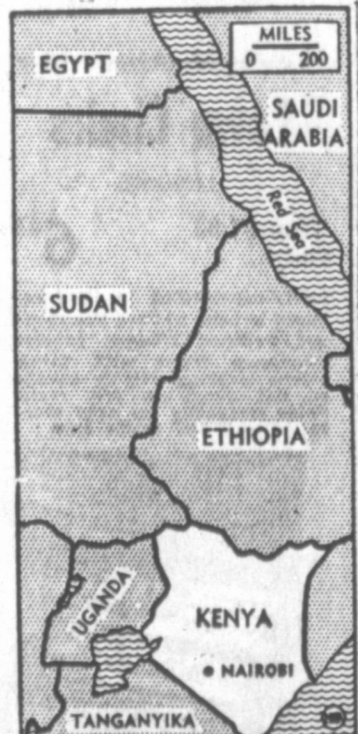 EGYPT
MILES
0 200
SAUDI
ARABIA
Red Sea
SUDAN
ETHIOPIA
UGANDA
KENYA
NAIROBI
TANGANYIKA